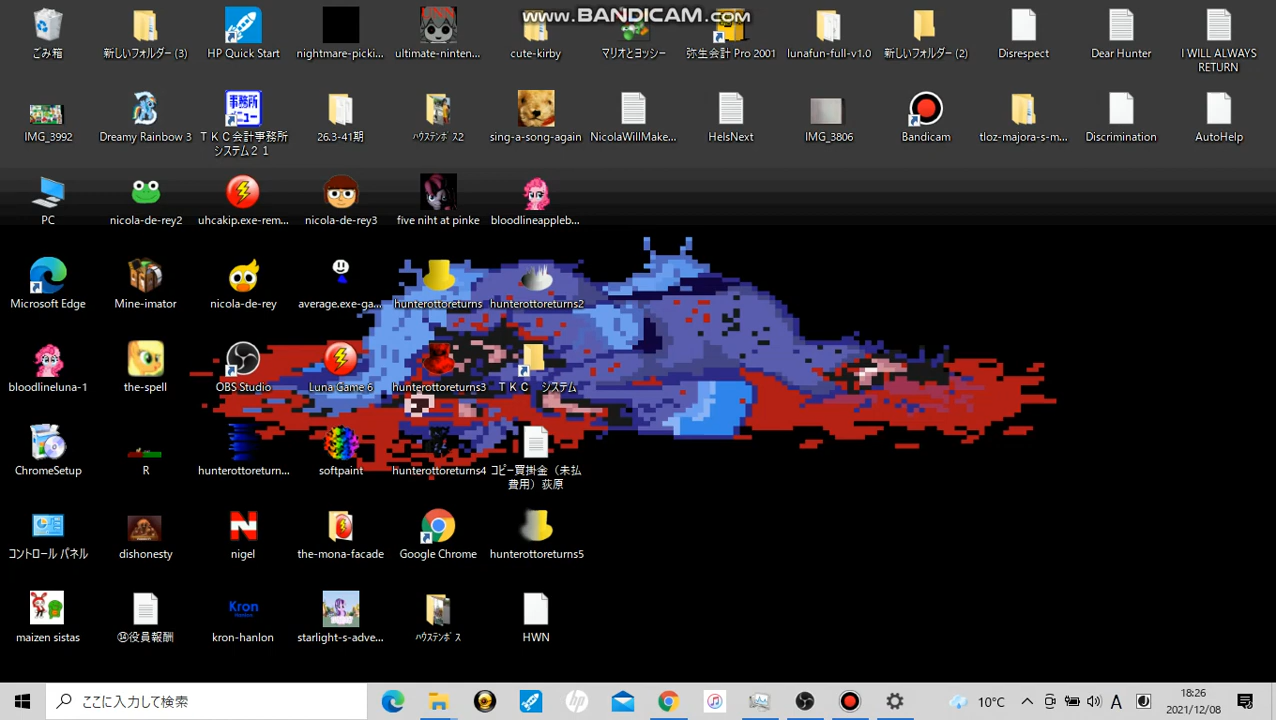 www.BANDICAM.com
ごみ箱
新しいフォルダー (3)
HP Quick Start
nightmare-picki...
ultimate-ninten...
cute-kirby
マリオとヨッシー
弥生会計 Pro 2001
lunafun-full-v1.0
新しいフォルダー (2)
Disrespect
Dear Hunter
I WILL ALWAYS
RETURN
IMG_3992
Dreamy Rainbow 3
事務所
メニュー
ＴＫＣ会計事務所
システム２１
26.3-41期
ﾊｳｽﾃﾝﾎﾞｽ2
sing-a-song-again
NicolaWillMake...
HeIsNext
IMG_3806
Bandicam
tloz-majora-s-m...
Discrimination
AutoHelp
PC
nicola-de-rey2
uhcakip.exe-rem...
nicola-de-rey3
five niht at pinke
bloodlineappleb...
Microsoft Edge
Mine-imator
nicola-de-rey
average.exe-ga...
hunterottoreturns
hunterottoreturns2
bloodlineluna-1
the-spell
OBS Studio
Luna Game 6
hunterottoreturns3
ＴＫＣ　システム
ChromeSetup
R
hunterottoreturn...
softpaint
hunterottoreturns4
コピー買掛金（未払
費用）荻原
コントロール パネル
dishonesty
nigel
the-mona-facade
Google Chrome
hunterottoreturns5
maizen sistas
⑭役員報酬
Kron
kron-hanlon
starlight-s-adve...
ﾊｳｽﾃﾝﾎﾞｽ
HWN
ここに入力して検索
10°C
A
18:26
2021/12/08